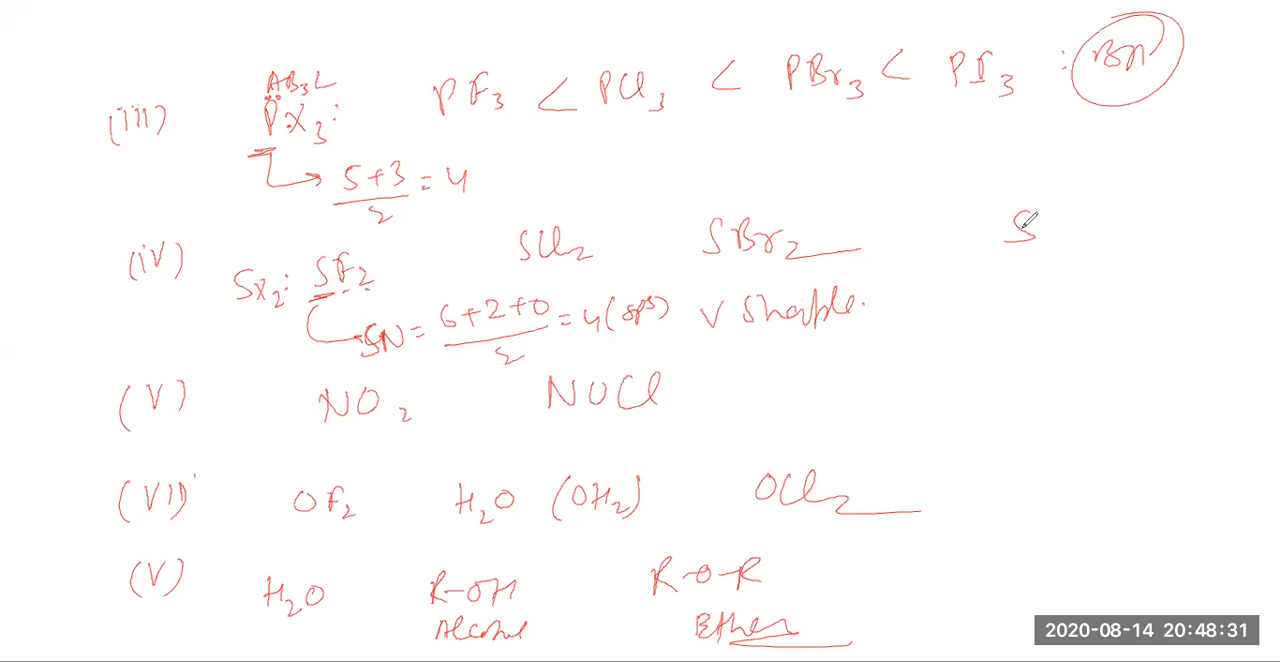 (iii) AB3L
PX3: PF3 < PCl3 < PBr3 < PI3 : BA
5+3/2 = 4
(iv) SX2: SF2 SCl2 SBr2 S
SN = 6+2+0/2 = 4(sp3) V Shape.
(V) NO2 NOCl
(VI) OF2 H2O (OH2) OCl2
(V) H2O R-OH R-O-R
Alcohol Ether
2020-08-14 20:48:31